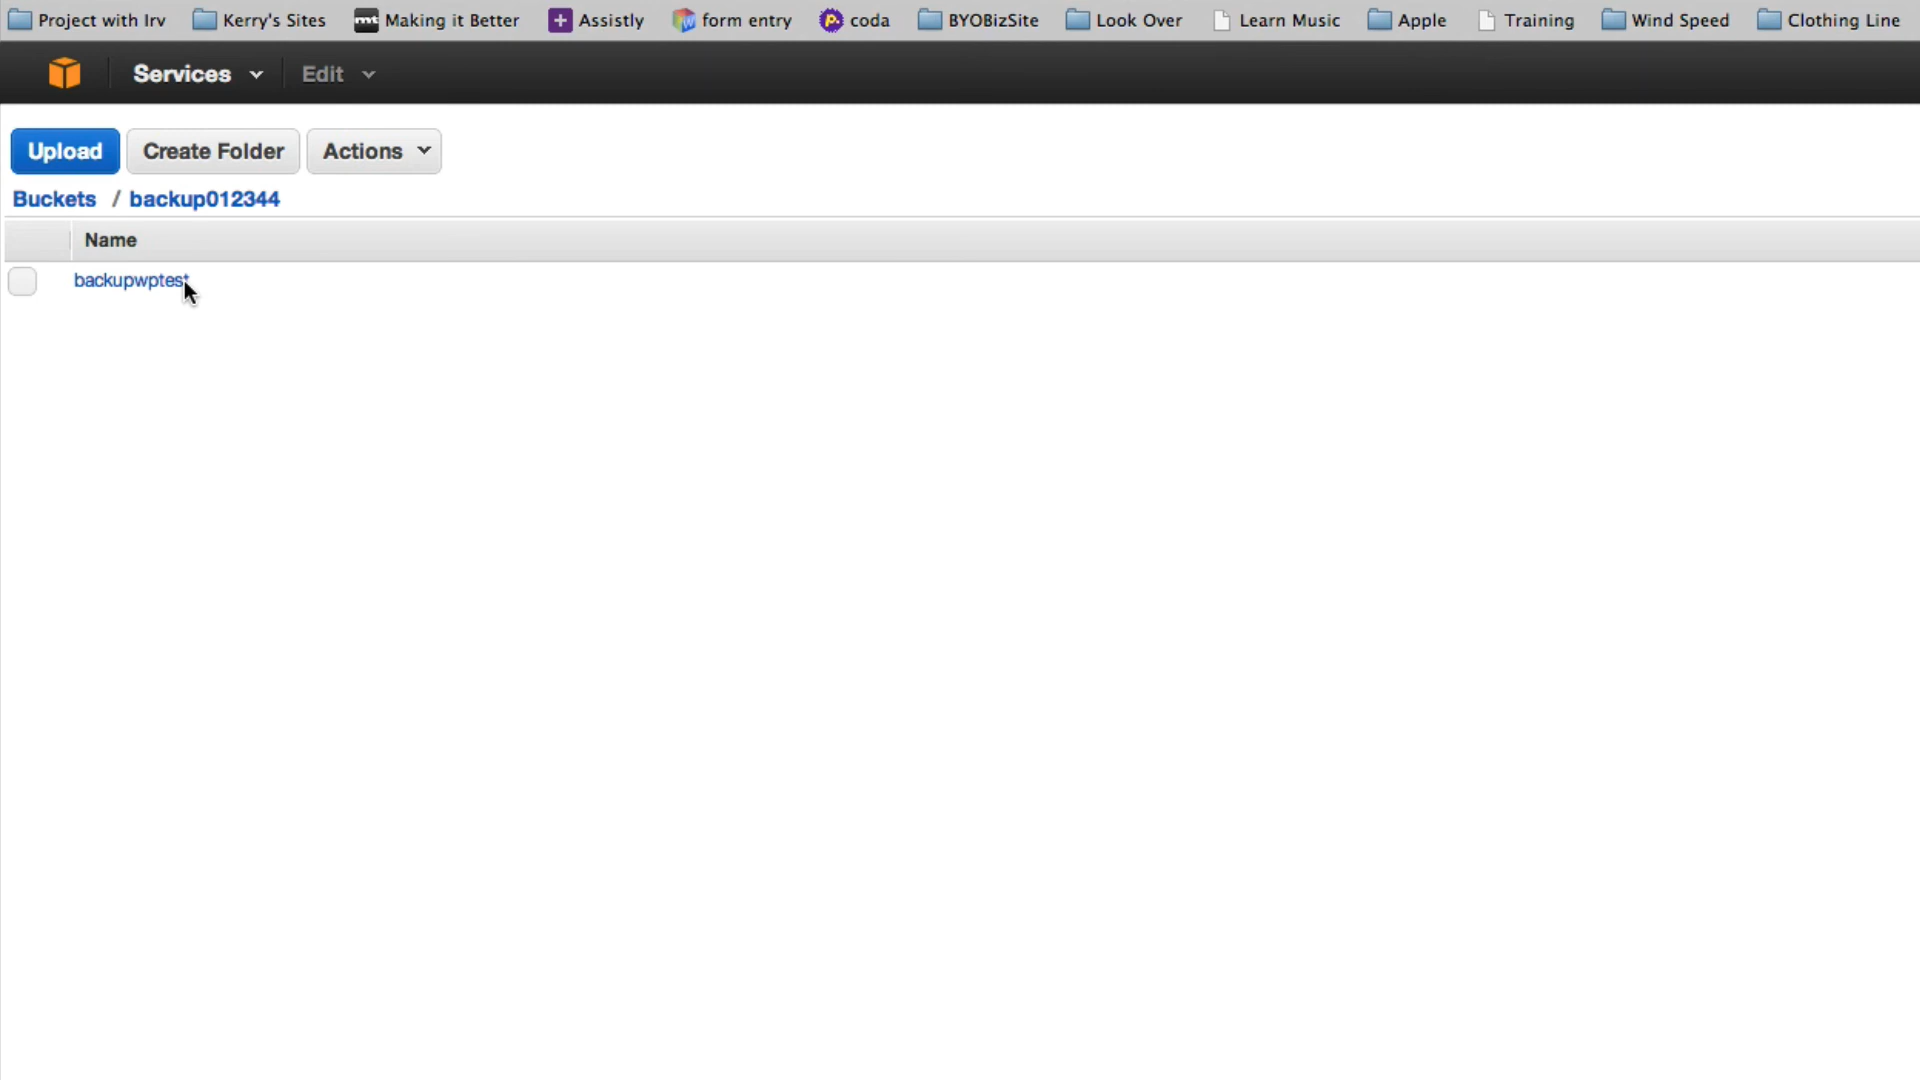 Project with Irv Kerry's Sites mt Making it Better Assistly form entry coda BYOBizSite Look Over Learn Music Apple Training Wind Speed Clothing Line
Services Edit
Upload Create Folder Actions
Buckets / backup012344
Name
backupwptest